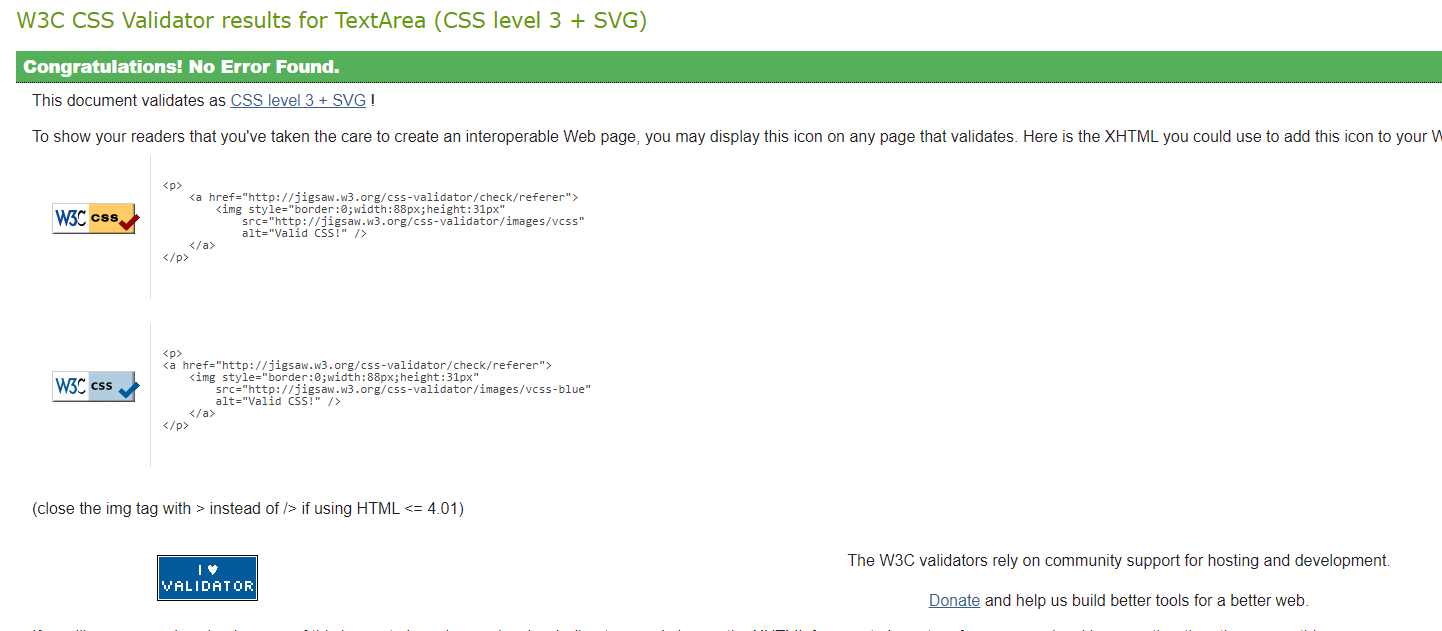 W3C CSS Validator results for TextArea (CSS level 3 + SVG)
Congratulations! No Error Found.
This document validates as CSS level 3 + SVG !
To show your readers that you've taken the care to create an interoperable Web page, you may display this icon on any page that validates. Here is the XHTML you could use to add this icon to your
W3C css
<p>
<a href="http://jigsaw.w3.org/css-validator/check/referer">
<img style="border:0;width:88px;height:31px"
src="http://jigsaw.w3.org/css-validator/images/vcss"
alt="Valid CSS!" />
</a>
</p>
W3C css
<p>
<a href="http://jigsaw.w3.org/css-validator/check/referer">
<img style="border:0;width:88px;height:31px"
src="http://jigsaw.w3.org/css-validator/images/vcss-blue"
alt="Valid CSS!" />
</a>
</p>
(close the img tag with > instead of /> if using HTML <= 4.01)
I ♥
VALIDATOR
The W3C validators rely on community support for hosting and development.
Donate and help us build better tools for a better web.